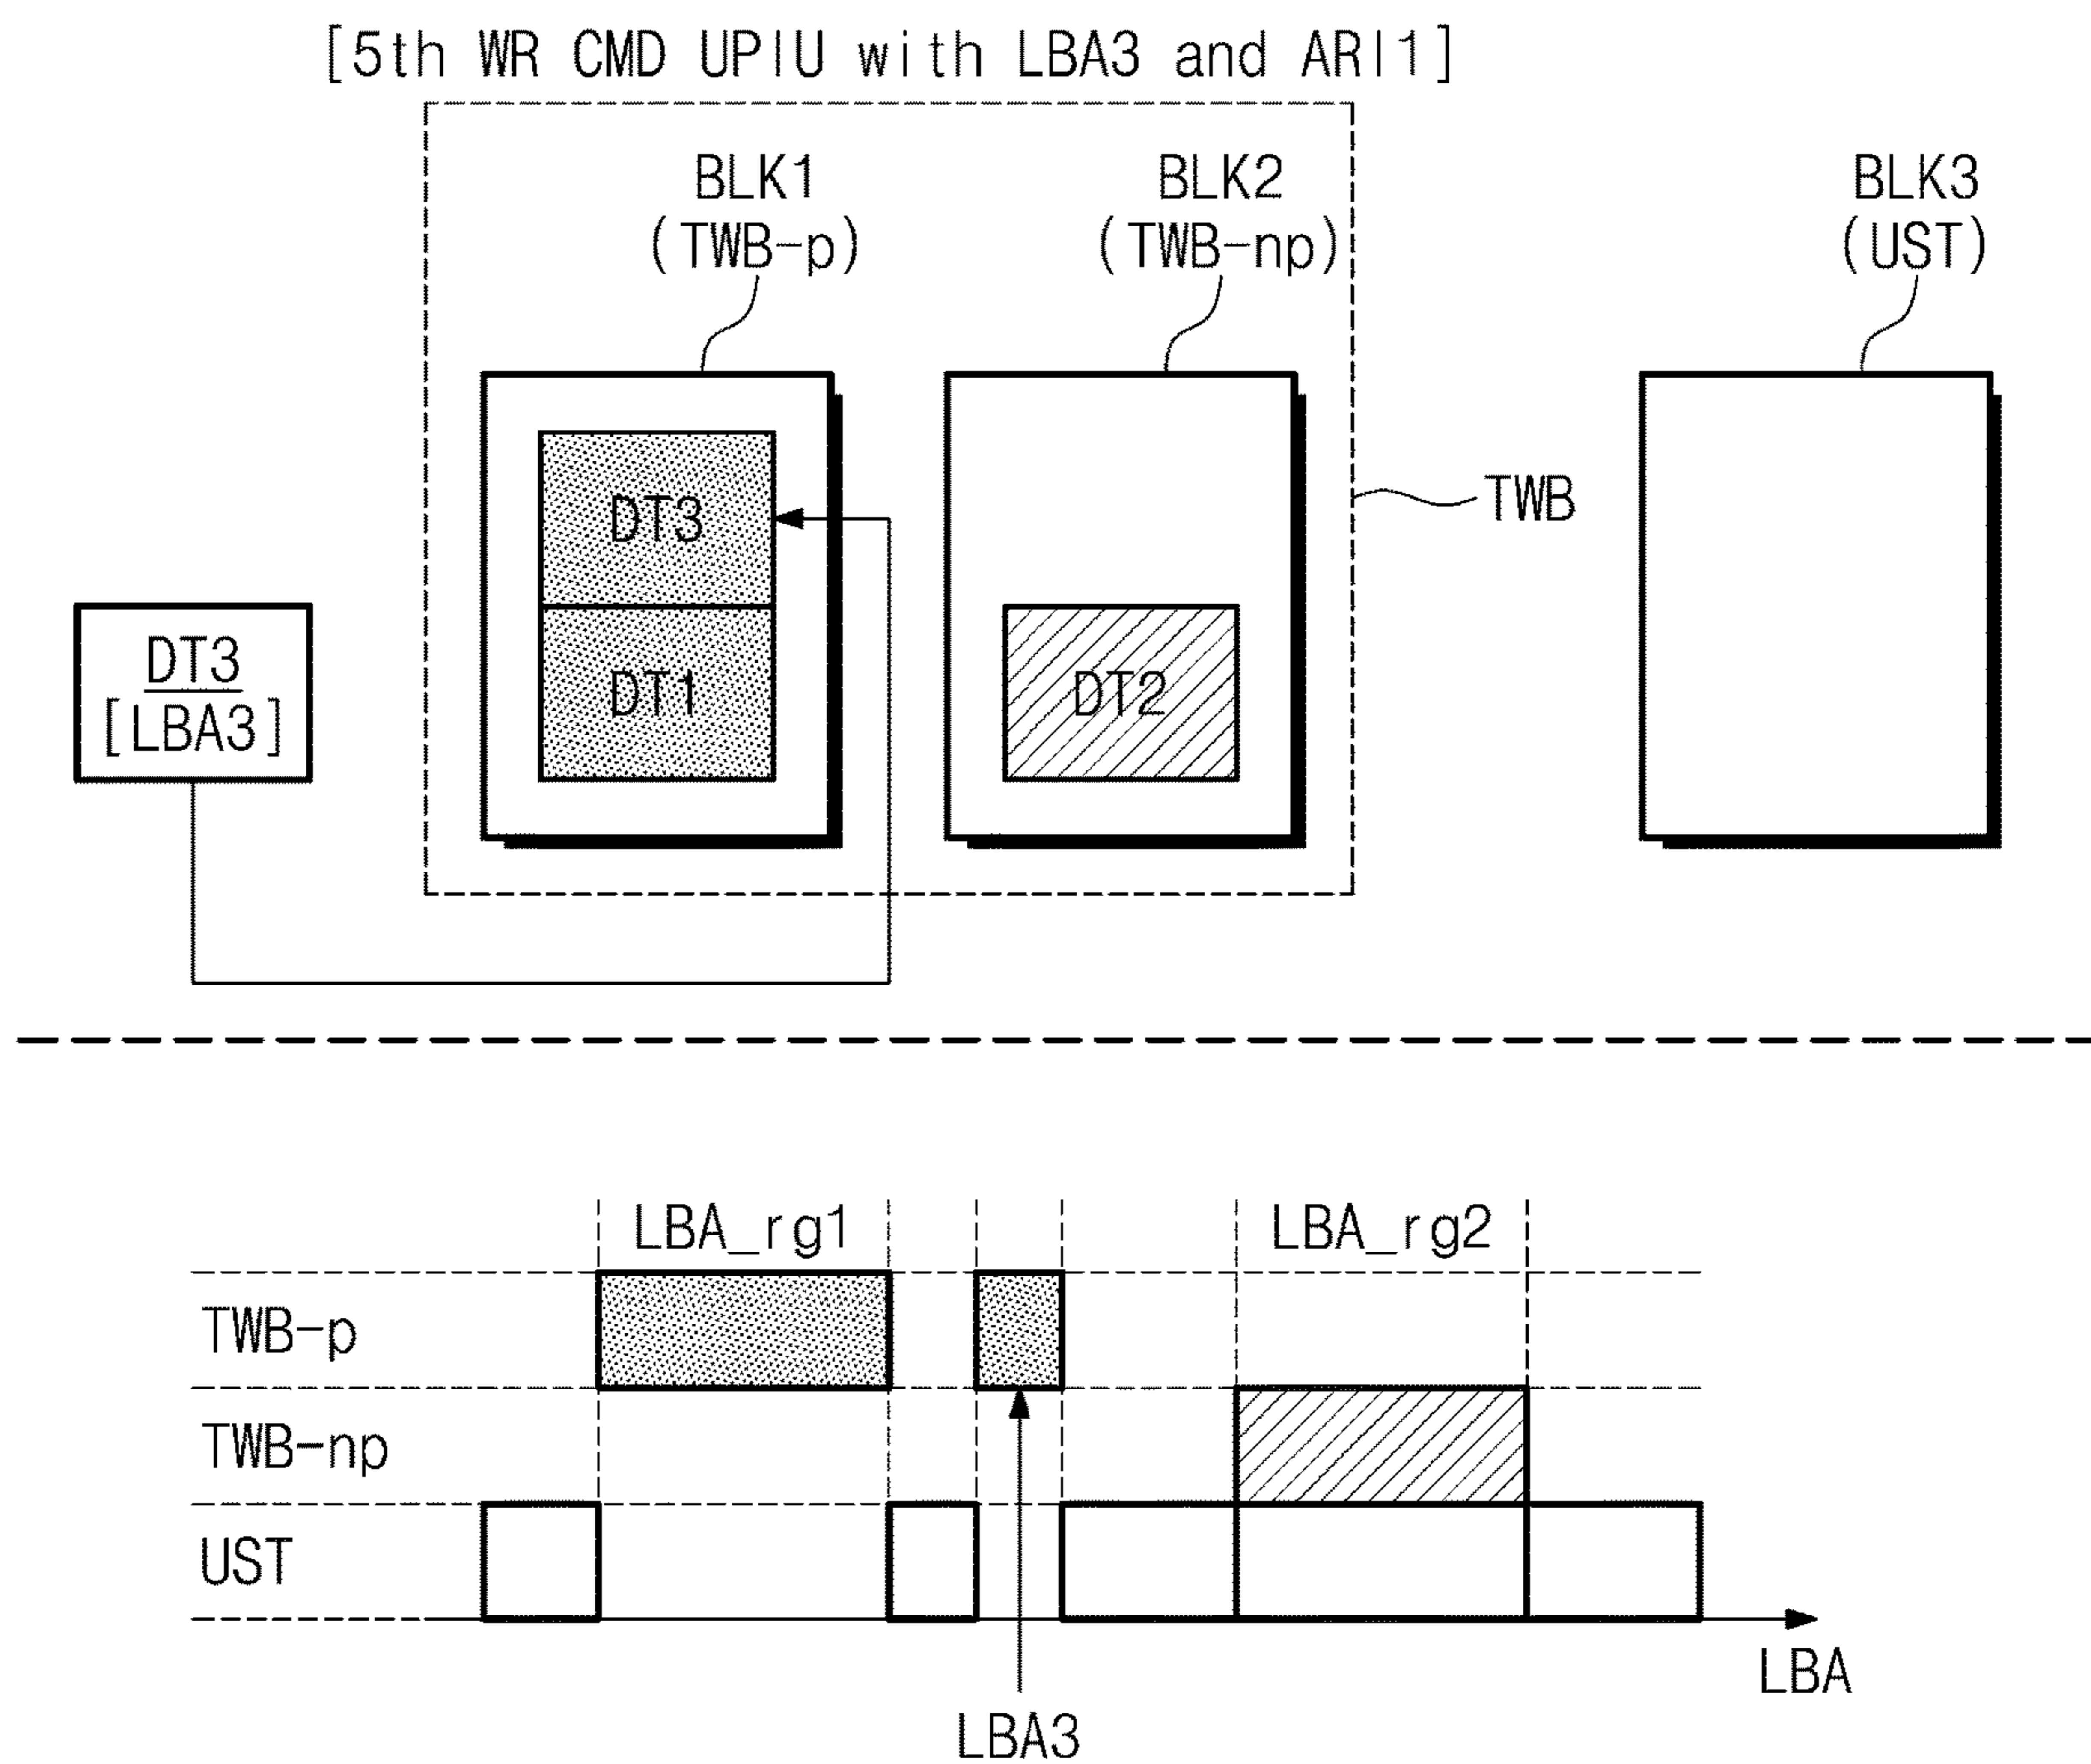 [5th WR CMD UPIU with LBA3 and ARI1]
BLK1
(TWB-p)
BLK2
(TWB-np)
BLK3
(UST)
DT3
DT1
DT2
TWB
DT3
[LBA3]
LBA_rg1
LBA_rg2
TWB-p
TWB-np
UST
LBA
LBA3